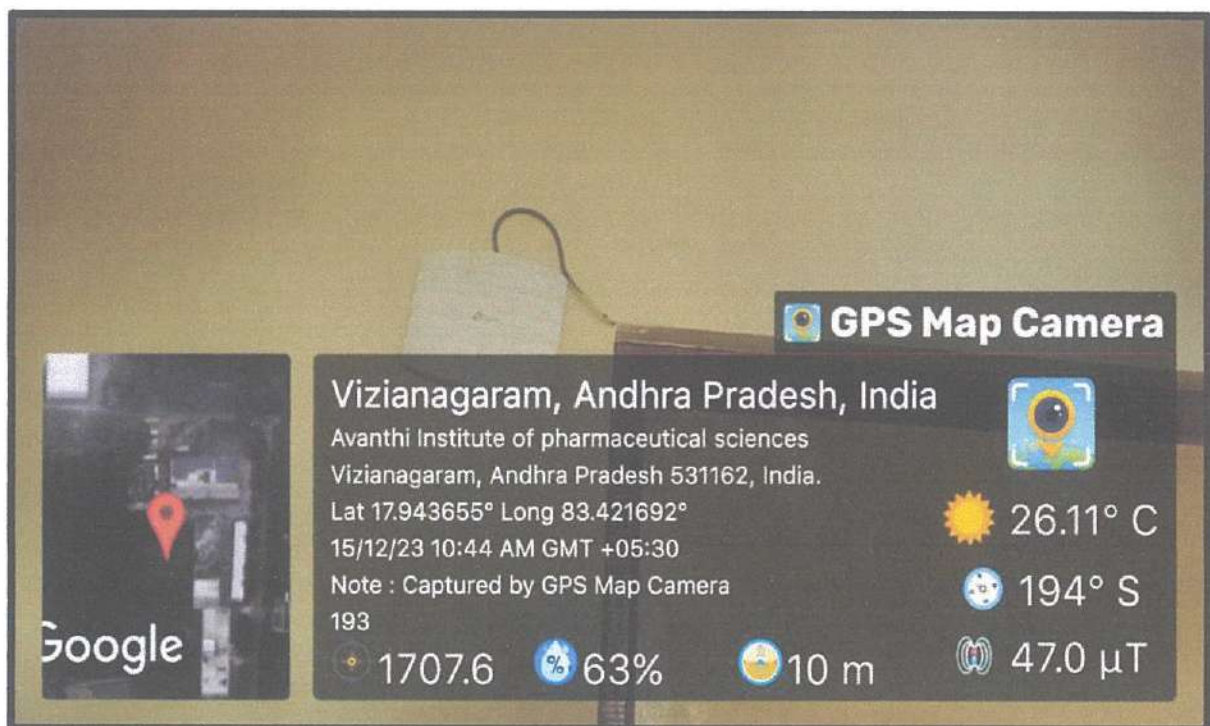 GPS Map Camera
Vizianagaram, Andhra Pradesh, India
Avanthi Institute of pharmaceutical sciences
Vizianagaram, Andhra Pradesh 531162, India.
Lat 17.943655° Long 83.421692°
15/12/23 10:44 AM GMT +05:30
Note : Captured by GPS Map Camera
193
26.11° C
194° S
47.0 µT
1707.6
63%
10 m
Google